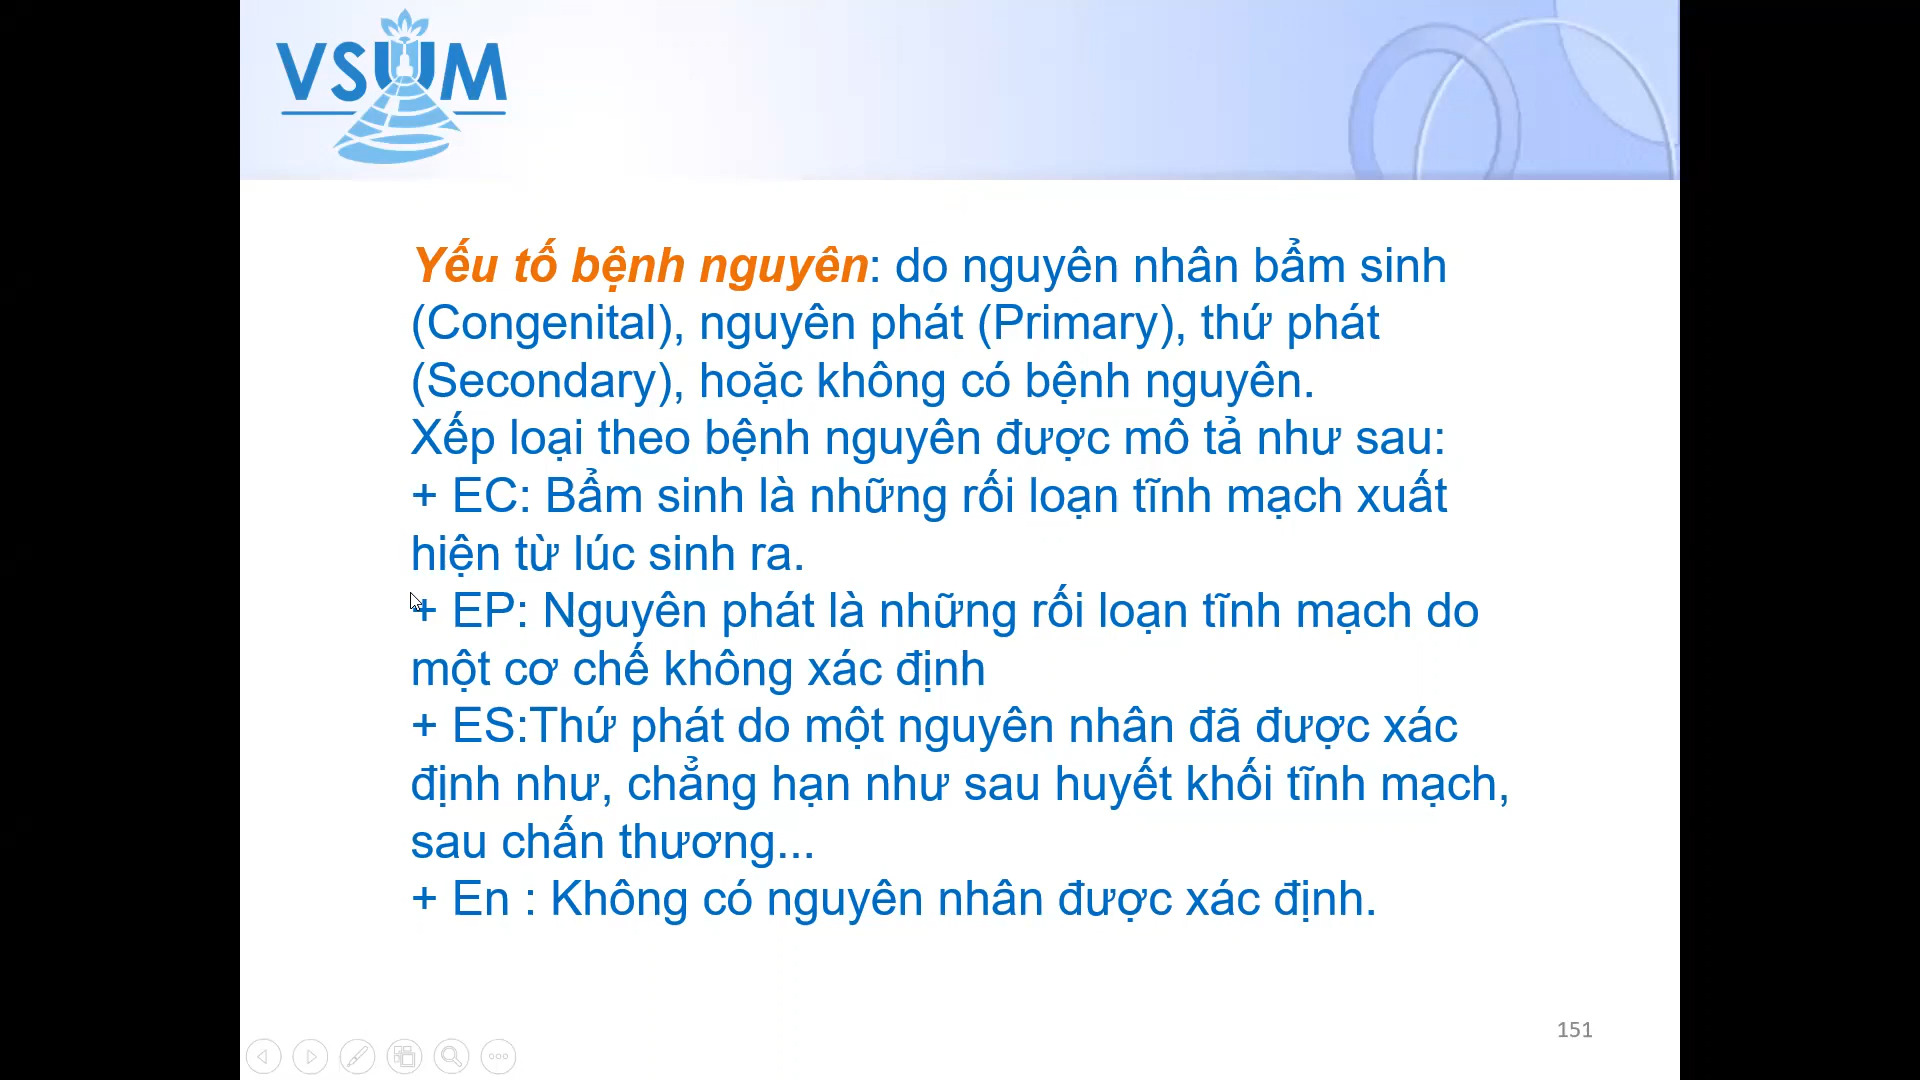 VSUM
Yếu tố bệnh nguyên: do nguyên nhân bẩm sinh
(Congenital), nguyên phát (Primary), thứ phát
(Secondary), hoặc không có bệnh nguyên.
Xếp loại theo bệnh nguyên được mô tả như sau:
+ EC: Bẩm sinh là những rối loạn tĩnh mạch xuất
hiện từ lúc sinh ra.
+ EP: Nguyên phát là những rối loạn tĩnh mạch do
một cơ chế không xác định
+ ES:Thứ phát do một nguyên nhân đã được xác
định như, chẳng hạn như sau huyết khối tĩnh mạch,
sau chấn thương...
+ En : Không có nguyên nhân được xác định.
151